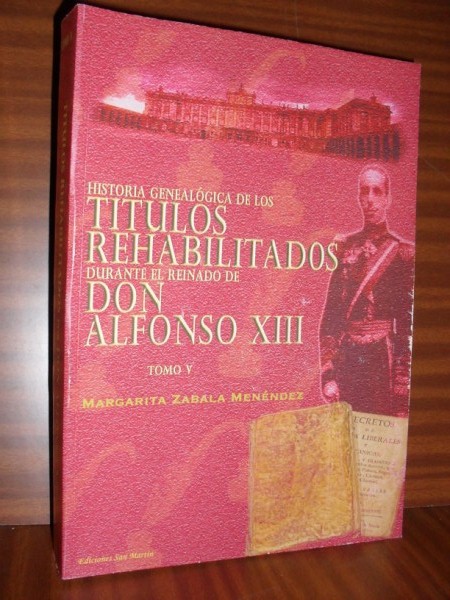 HISTORIA GENEALÓGICA DE LOS
TITULOS
REHABILITADOS
DURANTE EL REINADO DE
DON
ALFONSO XIII
TOMO V
MARGARITA ZABALA MENÉNDEZ
Ediciones San Martín